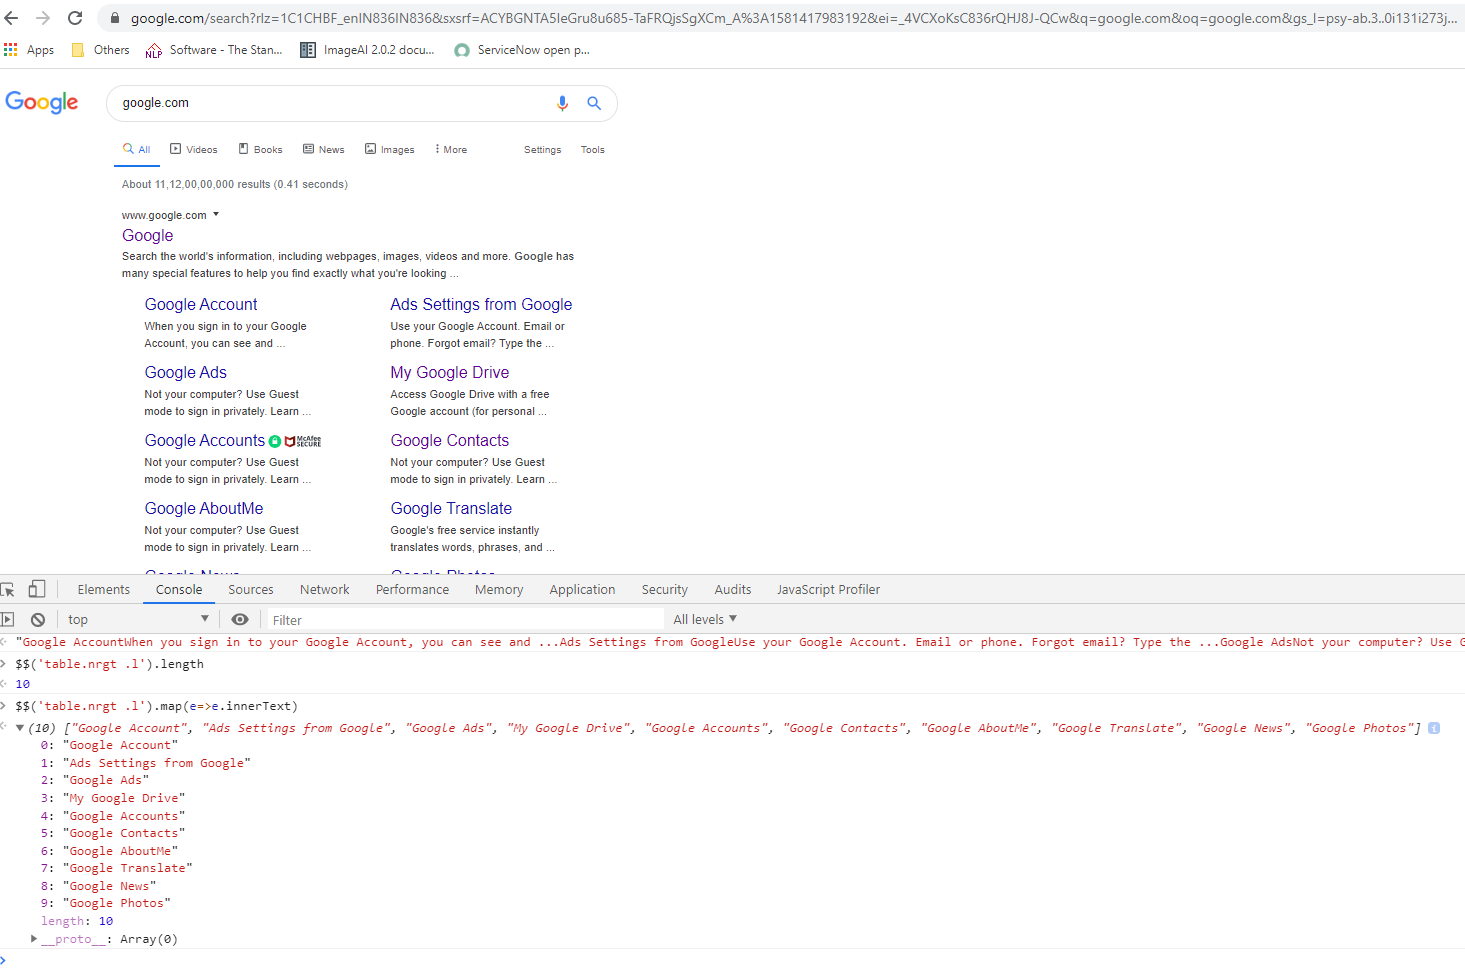 google.com/search?rlz=1C1CHBF_enIN836IN836&sxsrf=ACYBGNTA5IeGru8u685-TaFRQjsSgXCm_A%3A1581417983192&ei=_4VCXoKsC836rQHJ8J-QCw&q=google.com&oq=google.com&gs_l=psy-ab.3..0i131i273j...
Apps Others NLP Software - The Stan... ImageAI 2.0.2 docu... ServiceNow open p...
Google google.com
All Videos Books News Images More Settings Tools
About 11,12,00,00,000 results (0.41 seconds)
www.google.com
Google
Search the world's information, including webpages, images, videos and more. Google has
many special features to help you find exactly what you're looking ...
Google Account
When you sign in to your Google
Account, you can see and ...
Ads Settings from Google
Use your Google Account. Email or
phone. Forgot email? Type the ...
Google Ads
Not your computer? Use Guest
mode to sign in privately. Learn ...
My Google Drive
Access Google Drive with a free
Google account (for personal ...
Google Accounts McAfee SECURE
Not your computer? Use Guest
mode to sign in privately. Learn ...
Google Contacts
Not your computer? Use Guest
mode to sign in privately. Learn ...
Google AboutMe
Not your computer? Use Guest
mode to sign in privately. Learn ...
Google Translate
Google's free service instantly
translates words, phrases, and ...
Google News
Google Photos
Elements Console Sources Network Performance Memory Application Security Audits JavaScript Profiler
top Filter All levels
"Google AccountWhen you sign in to your Google Account, you can see and ...Ads Settings from GoogleUse your Google Account. Email or phone. Forgot email? Type the ...Google AdsNot your computer? Use G
$$('table.nrgt .l').length
10
$$('table.nrgt .l').map(e=>e.innerText)
(10) ["Google Account", "Ads Settings from Google", "Google Ads", "My Google Drive", "Google Accounts", "Google Contacts", "Google AboutMe", "Google Translate", "Google News", "Google Photos"] i
0: "Google Account"
1: "Ads Settings from Google"
2: "Google Ads"
3: "My Google Drive"
4: "Google Accounts"
5: "Google Contacts"
6: "Google AboutMe"
7: "Google Translate"
8: "Google News"
9: "Google Photos"
length: 10
__proto__: Array(0)